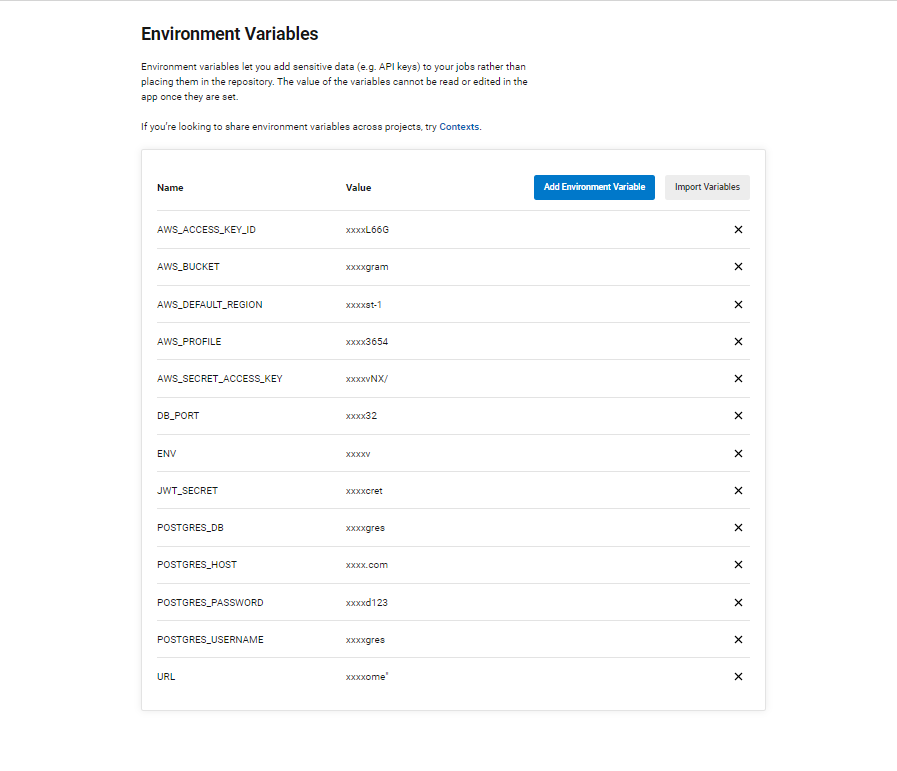 Environment Variables
Environment variables let you add sensitive data (e.g. API keys) to your jobs rather than
placing them in the repository. The value of the variables cannot be read or edited in the
app once they are set.
If you're looking to share environment variables across projects, try Contexts.
Name Value Add Environment Variable Import Variables
AWS_ACCESS_KEY_ID xxxxL66G
AWS_BUCKET xxxxgram
AWS_DEFAULT_REGION xxxxst-1
AWS_PROFILE xxxx3654
AWS_SECRET_ACCESS_KEY xxxxvNX/
DB_PORT xxxx32
ENV xxxxv
JWT_SECRET xxxxcret
POSTGRES_DB xxxxgres
POSTGRES_HOST xxxx.com
POSTGRES_PASSWORD xxxxd123
POSTGRES_USERNAME xxxxgres
URL xxxxome"